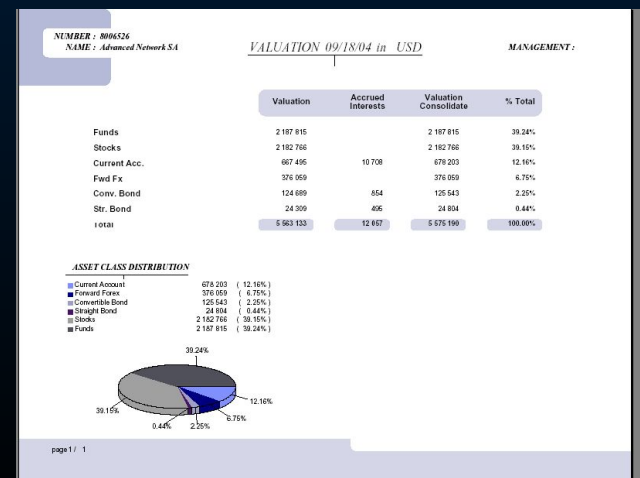 NUMBER : 8006526
NAME : Advanced Network SA
VALUATION 09/18/04 in USD
MANAGEMENT :
Valuation Accrued Interests Valuation Consolidate % Total
Funds 2 187 815 2 187 815 39.24%
Stocks 2 182 766 2 182 766 39.15%
Current Acc. 667 495 10 708 678 203 12.16%
Fwd Fx 376 059 376 059 6.75%
Conv. Bond 124 689 854 125 543 2.25%
Str. Bond 24 309 495 24 804 0.44%
Total 5 563 133 12 057 5 575 190 100.00%
ASSET CLASS DISTRIBUTION
Current Account 678 203 ( 12.16% )
Forward Forex 376 059 ( 6.75% )
Convertible Bond 125 543 ( 2.25% )
Straight Bond 24 804 ( 0.44% )
Stocks 2 182 766 ( 39.15% )
Funds 2 187 815 ( 39.24% )
39.24%
12.16%
39.15%
6.75%
0.44% 2.25%
page 1 / 1